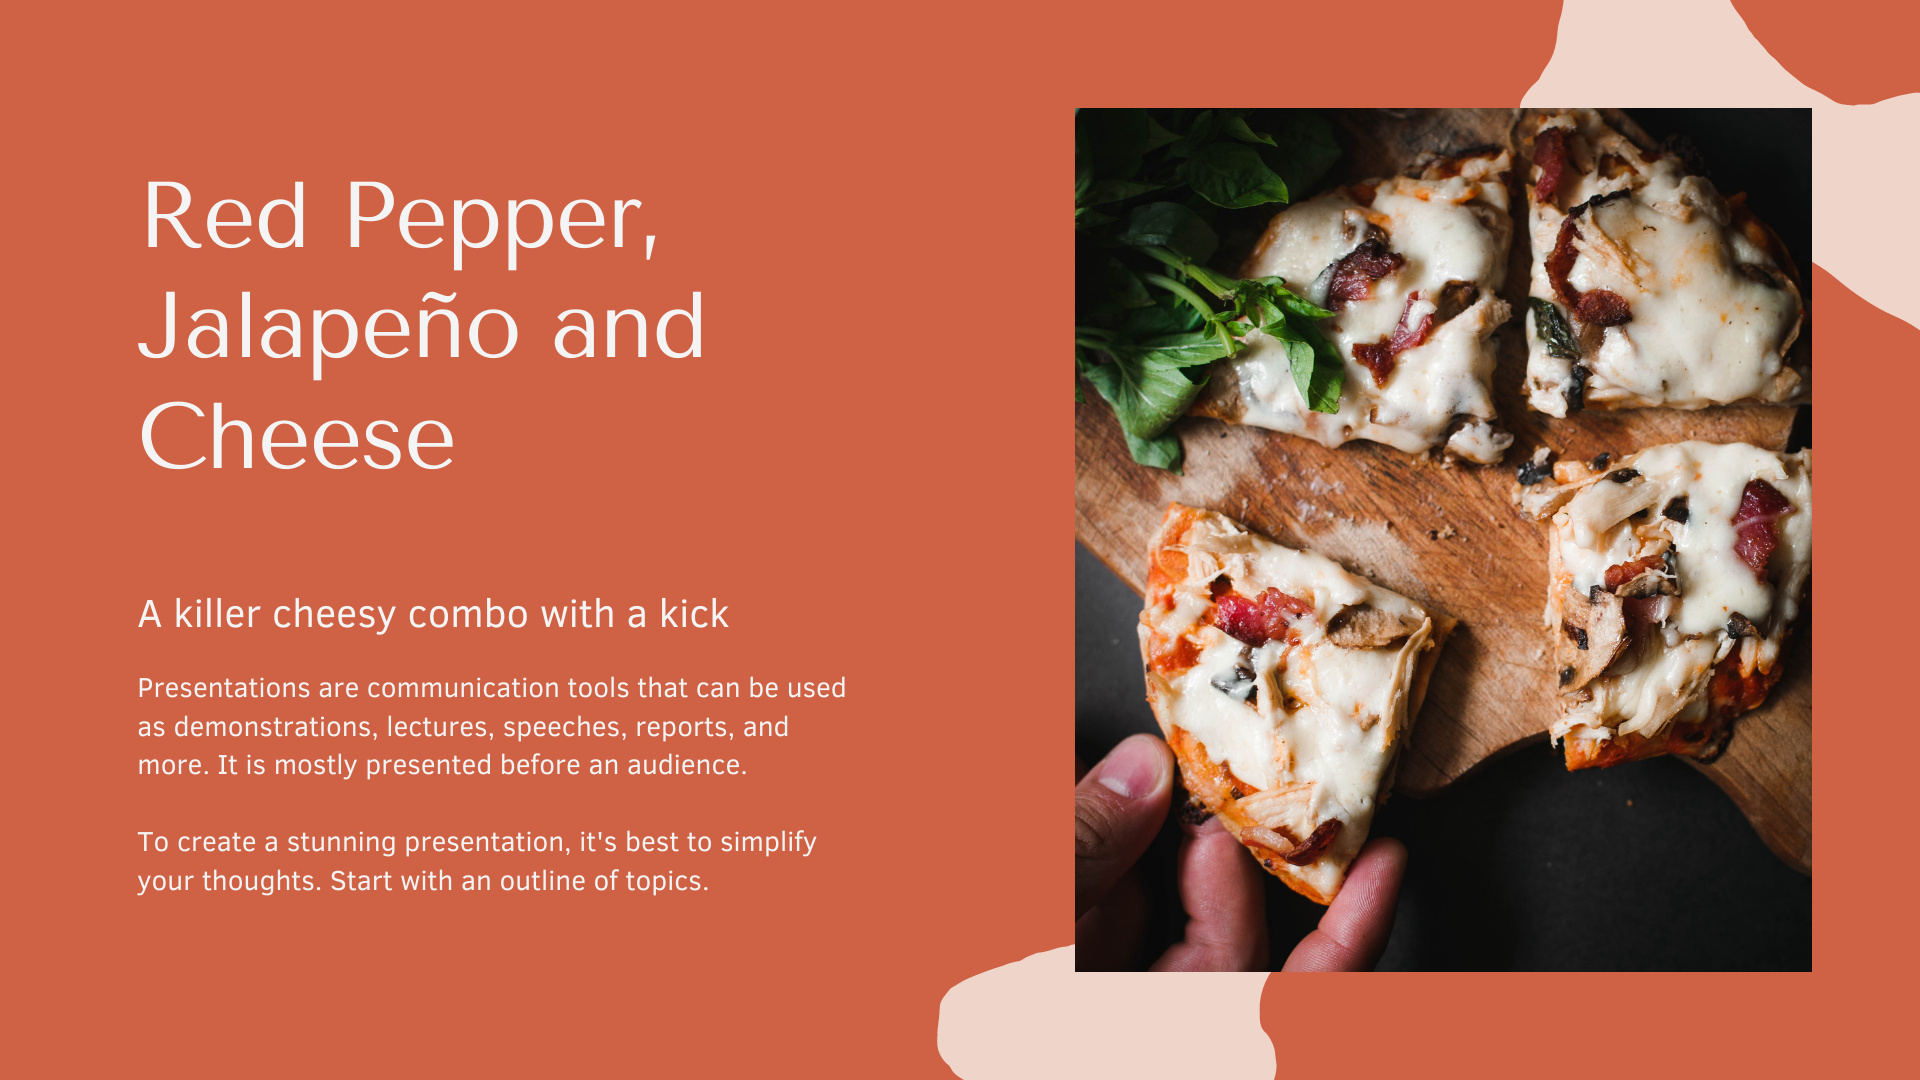 Red Pepper,
Jalapeño and
Cheese
A killer cheesy combo with a kick
Presentations are communication tools that can be used
as demonstrations, lectures, speeches, reports, and
more. It is mostly presented before an audience.
To create a stunning presentation, it's best to simplify
your thoughts. Start with an outline of topics.